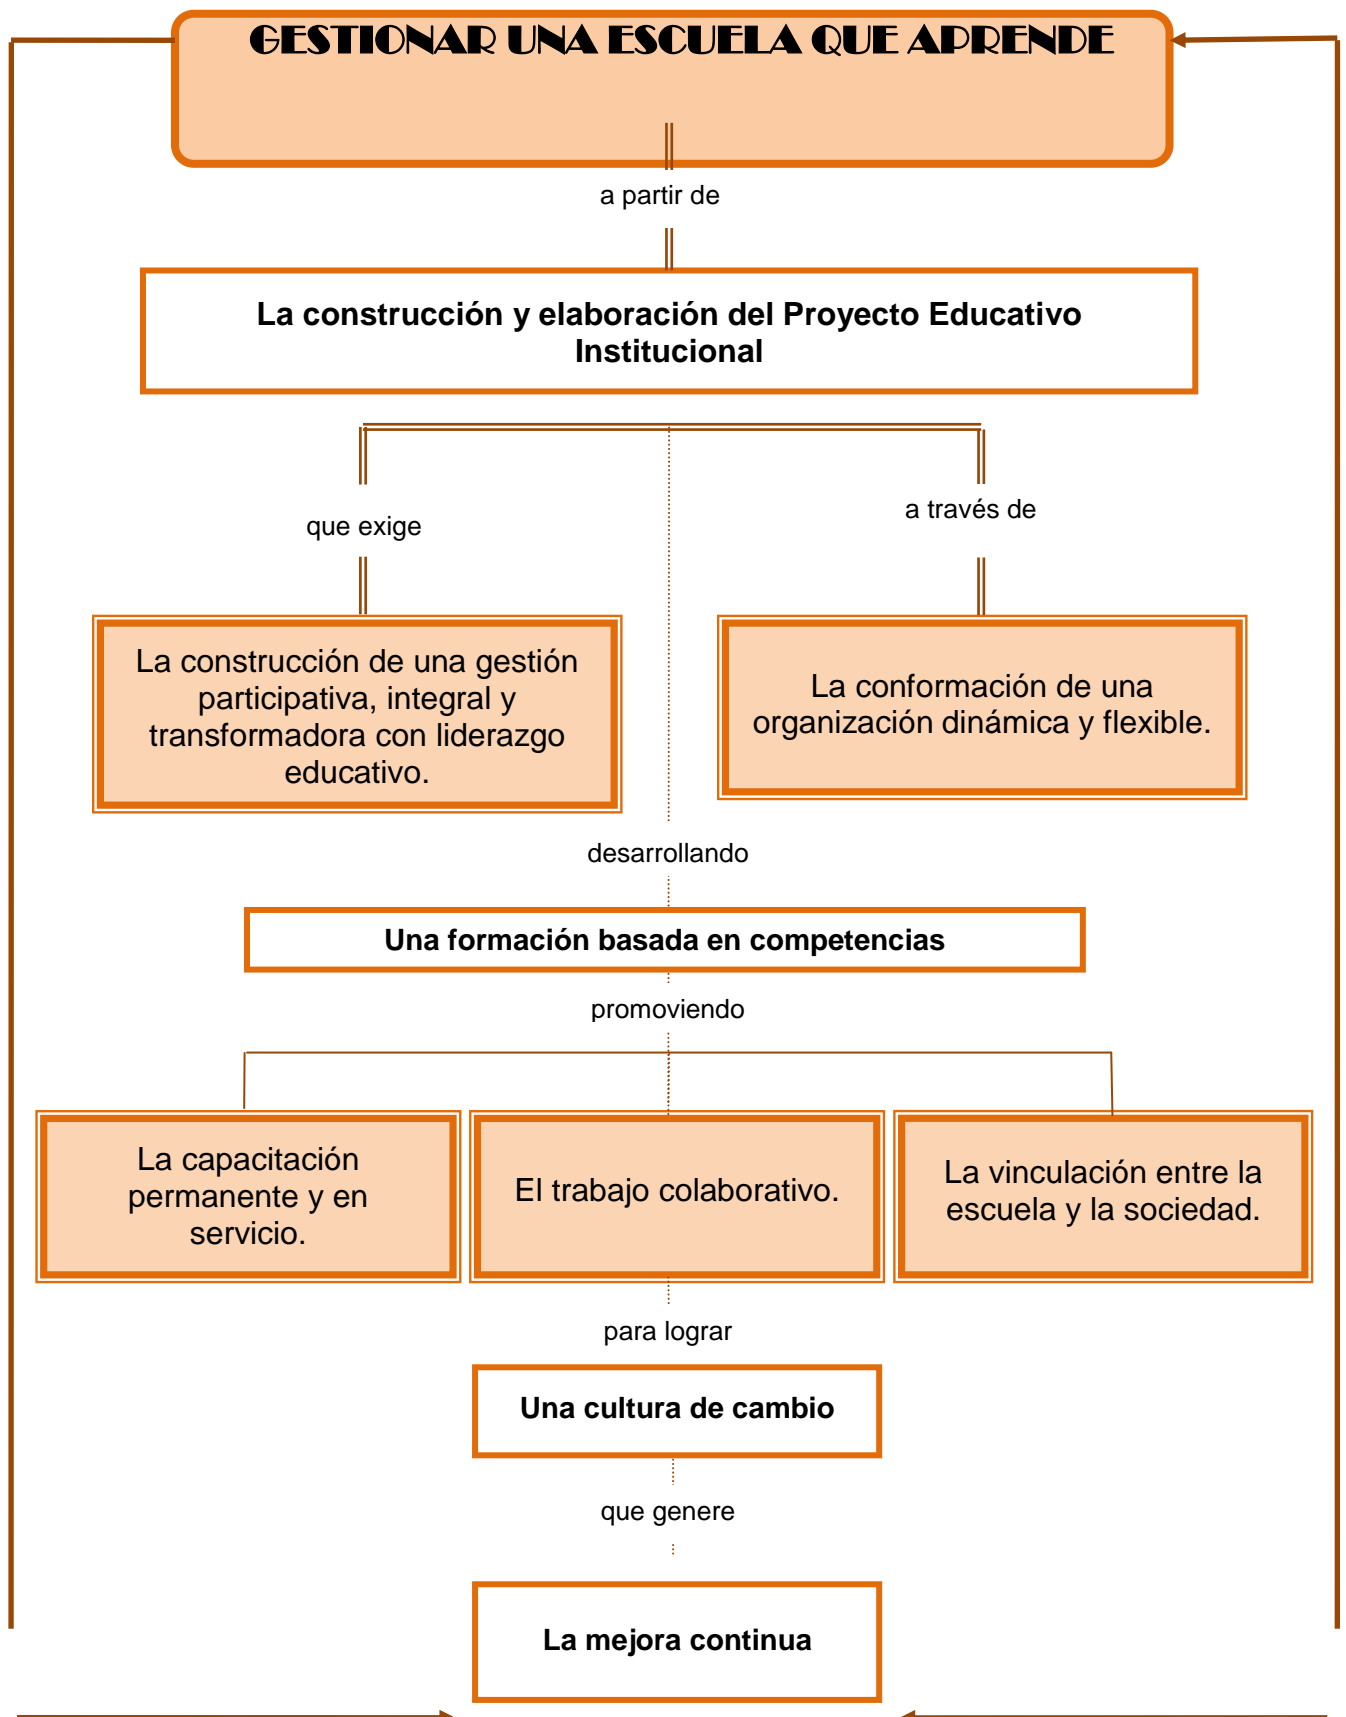 GESTIONAR UNA ESCUELA QUE APRENDE
a partir de
La construcción y elaboración del Proyecto Educativo
Institucional
que exige
a través de
La construcción de una gestión
participativa, integral y
transformadora con liderazgo
educativo.
La conformación de una
organización dinámica y flexible.
desarrollando
Una formación basada en competencias
promoviendo
La capacitación
permanente y en
servicio.
El trabajo colaborativo.
La vinculación entre la
escuela y la sociedad.
para lograr
Una cultura de cambio
que genere
La mejora continua